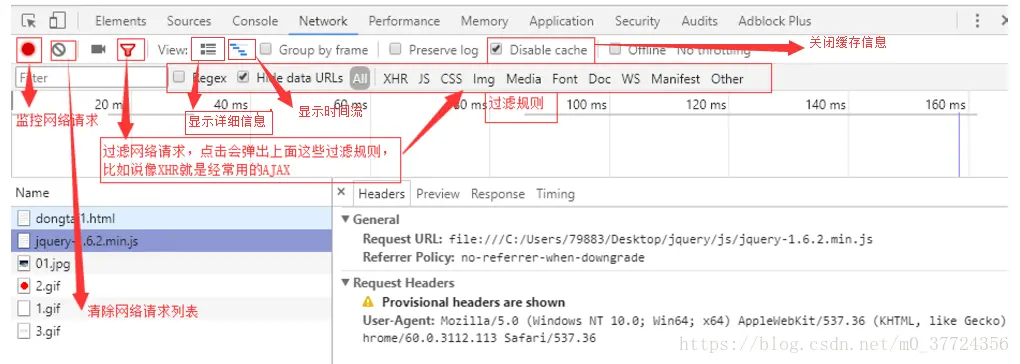 Elements Sources Console Network Performance Memory Application Security Audits Adblock Plus
View: Group by frame Preserve log Disable cache Offline No throttling
关闭缓存信息
Filter Regex Hide data URLs All XHR JS CSS Img Media Font Doc WS Manifest Other
20 ms 40 ms 60 ms 80 ms 100 ms 120 ms 140 ms 160 ms
监控网络请求
显示详细信息
显示时间流
过滤规则
过滤网络请求，点击会弹出上面这些过滤规则，
比如说像XHR就是经常用的AJAX
Name
dongtai1.html
jquery-1.6.2.min.js
01.jpg
2.gif
1.gif
3.gif
清除网络请求列表
× Headers Preview Response Timing
General
Request URL: file:///C:/Users/79883/Desktop/jquery/js/jquery-1.6.2.min.js
Referrer Policy: no-referrer-when-downgrade
Request Headers
Provisional headers are shown
User-Agent: Mozilla/5.0 (Windows NT 10.0; Win64; x64) AppleWebKit/537.36 (KHTML, like Gecko)
hrome/60.0.3112.113 Safari/537.36
https://blog.csdn.net/m0_37724356